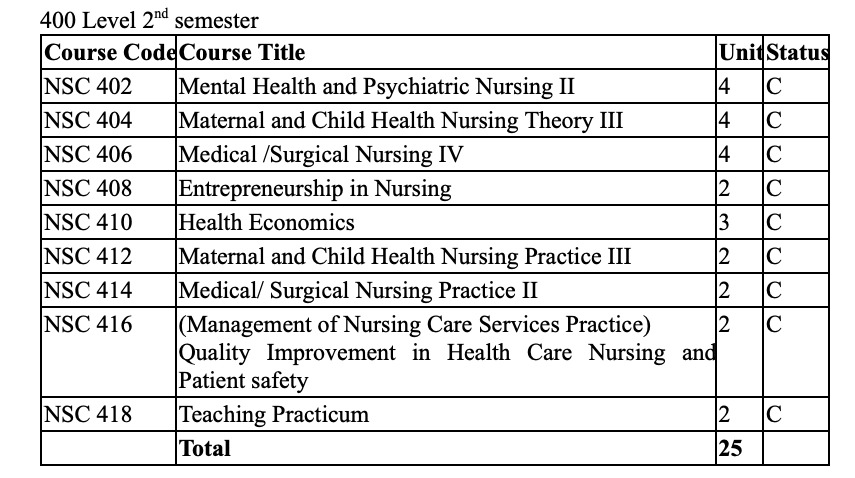 400 Level 2nd semester
Course Code Course Title Unit Status
NSC 402 Mental Health and Psychiatric Nursing II 4 C
NSC 404 Maternal and Child Health Nursing Theory III 4 C
NSC 406 Medical /Surgical Nursing IV 4 C
NSC 408 Entrepreneurship in Nursing 2 C
NSC 410 Health Economics 3 C
NSC 412 Maternal and Child Health Nursing Practice III 2 C
NSC 414 Medical/ Surgical Nursing Practice II 2 C
NSC 416 (Management of Nursing Care Services Practice) 2 C
Quality Improvement in Health Care Nursing and
Patient safety
NSC 418 Teaching Practicum 2 C
Total 25